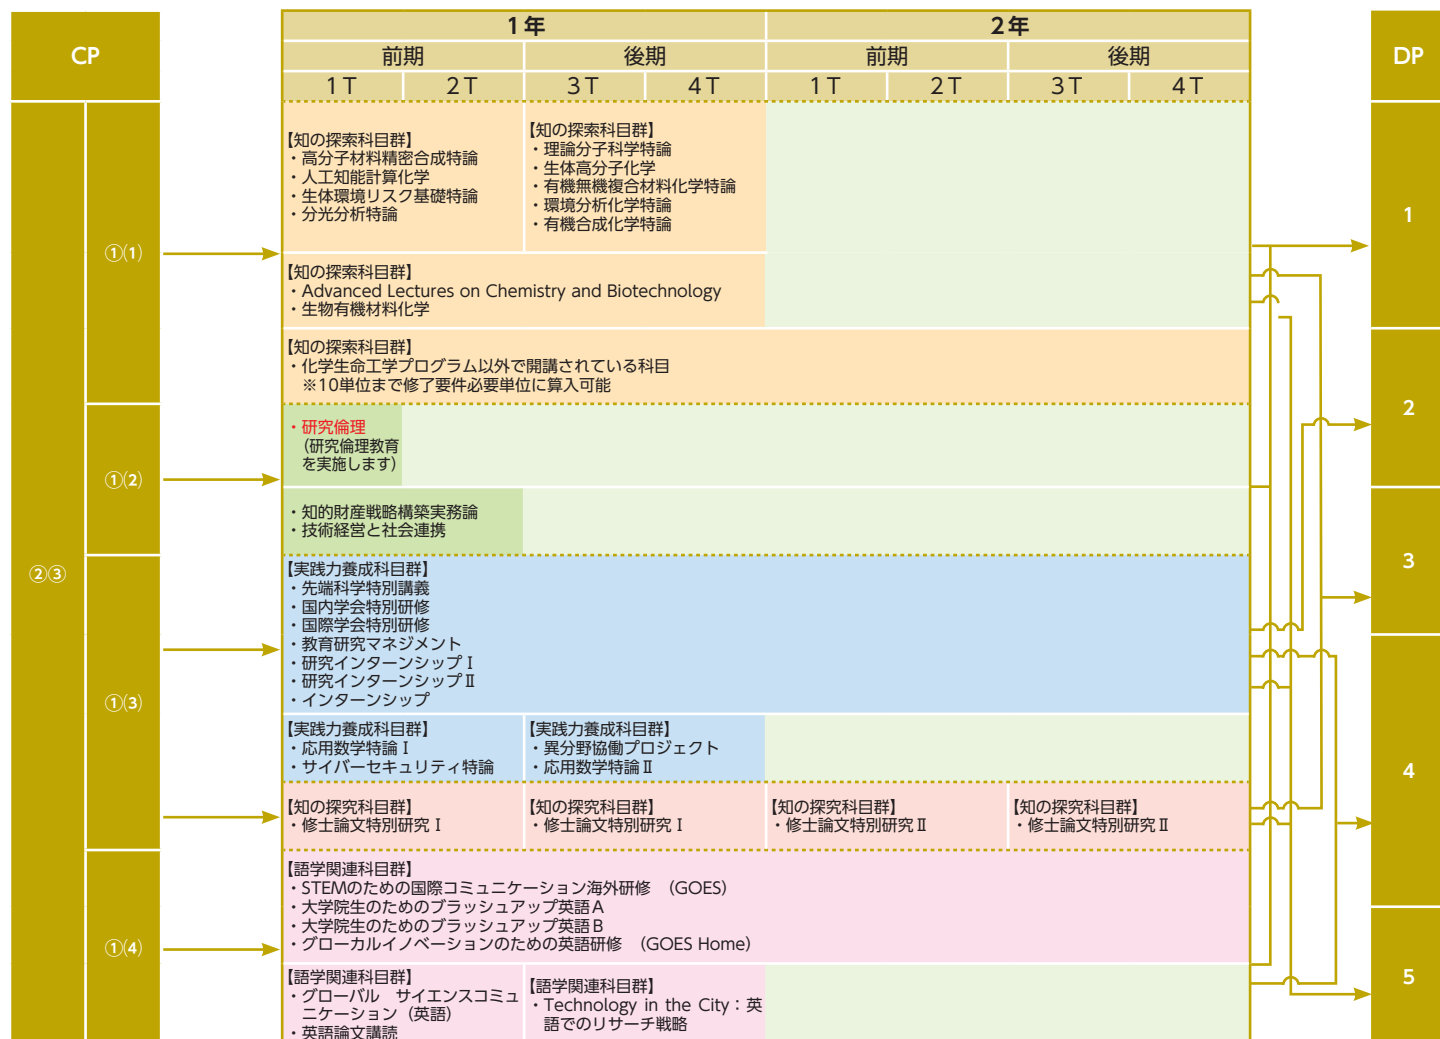 CP
1年
2年
DP
前期
後期
前期
後期
1T
2T
3T
4T
1T
2T
3T
4T
②③
①(1)
①(2)
①(3)
①(4)
【知の探索科目群】
・高分子材料精密合成特論
・人工知能計算化学
・生体環境リスク基礎特論
・分光分析特論
【知の探索科目群】
・理論分子科学特論
・生体高分子化学
・有機無機複合材料化学特論
・環境分析化学特論
・有機合成化学特論
【知の探索科目群】
・Advanced Lectures on Chemistry and Biotechnology
・生物有機材料化学
【知の探索科目群】
・化学生命工学プログラム以外で開講されている科目
※10単位まで修了要件必要単位に算入可能
・研究倫理
（研究倫理教育
を実施します）
・知的財産戦略構築実務論
・技術経営と社会連携
【実践力養成科目群】
・先端科学特別講義
・国内学会特別研修
・国際学会特別研修
・教育研究マネジメント
・研究インターンシップⅠ
・研究インターンシップⅡ
・インターンシップ
【実践力養成科目群】
・応用数学特論Ⅰ
・サイバーセキュリティ特論
【実践力養成科目群】
・異分野協働プロジェクト
・応用数学特論Ⅱ
【知の探究科目群】
・修士論文特別研究Ⅰ
【知の探究科目群】
・修士論文特別研究Ⅰ
【知の探究科目群】
・修士論文特別研究Ⅱ
【知の探究科目群】
・修士論文特別研究Ⅱ
【語学関連科目群】
・STEMのための国際コミュニケーション海外研修　（GOES）
・大学院生のためのブラッシュアップ英語A
・大学院生のためのブラッシュアップ英語B
・グローカルイノベーションのための英語研修　（GOES Home）
【語学関連科目群】
・グローバル　サイエンスコミュ
ニケーション（英語）
・英語論文講読
【語学関連科目群】
・Technology in the City：英
語でのリサーチ戦略
1
2
3
4
5